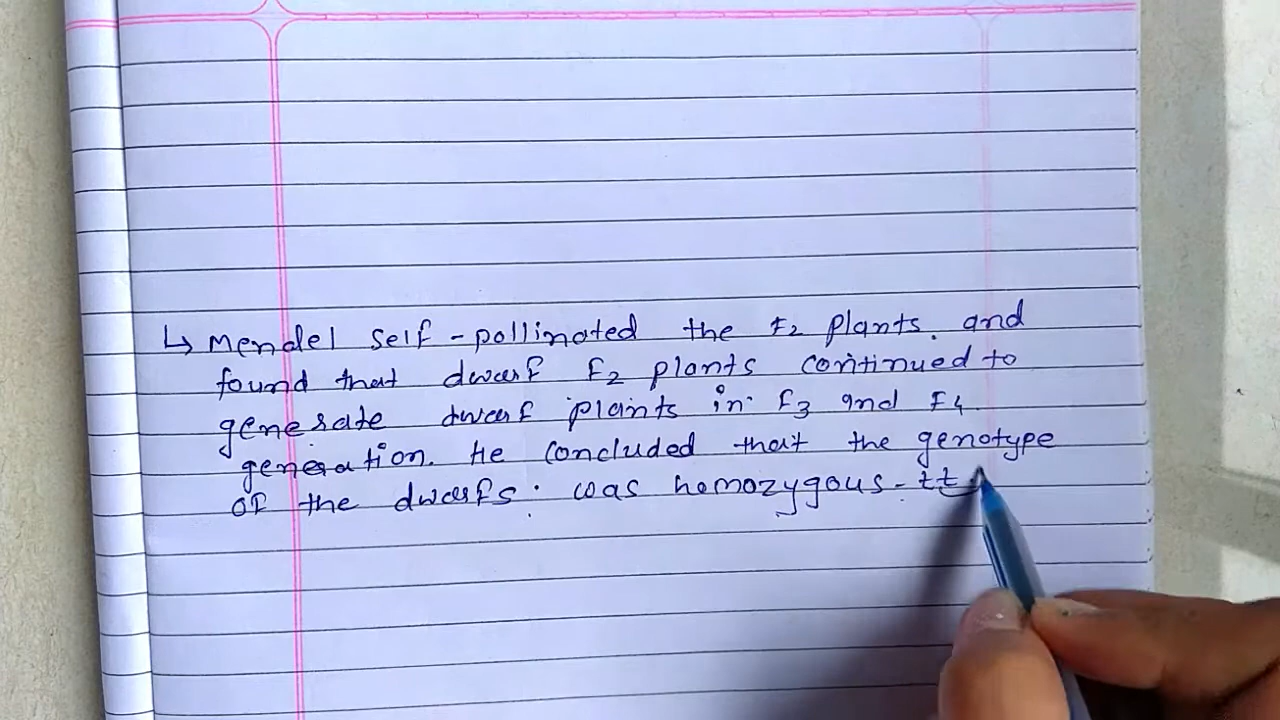 ↳ Mendel self-pollinated the F2 plants and
found that dwarf F2 plants continued to
generate dwarf plants in F3 and F4
generation. He concluded that the genotype
of the dwarfs was homozygous - tt.